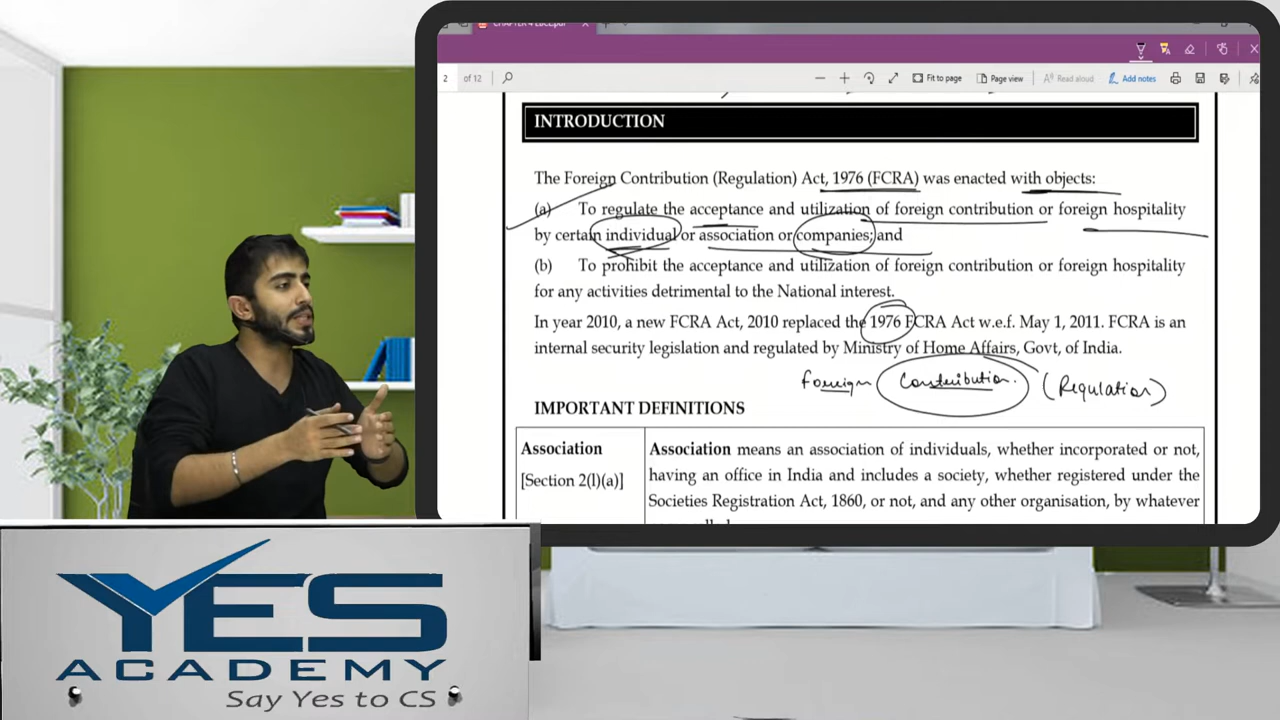 CHAPTER 4 EBCL.pdf
2 of 12
Fit to page
Page view
Read aloud
Add notes
INTRODUCTION
The Foreign Contribution (Regulation) Act, 1976 (FCRA) was enacted with objects:
(a) To regulate the acceptance and utilization of foreign contribution or foreign hospitality
by certain individual or association or companies; and
(b) To prohibit the acceptance and utilization of foreign contribution or foreign hospitality
for any activities detrimental to the National interest.
In year 2010, a new FCRA Act, 2010 replaced the 1976 FCRA Act w.e.f. May 1, 2011. FCRA is an
internal security legislation and regulated by Ministry of Home Affairs, Govt, of India.
Foreign Constribution. (Regulation)
IMPORTANT DEFINITIONS
Association
[Section 2(l)(a)]
Association means an association of individuals, whether incorporated or not,
having an office in India and includes a society, whether registered under the
Societies Registration Act, 1860, or not, and any other organisation, by whatever
YES
ACADEMY
Say Yes to CS